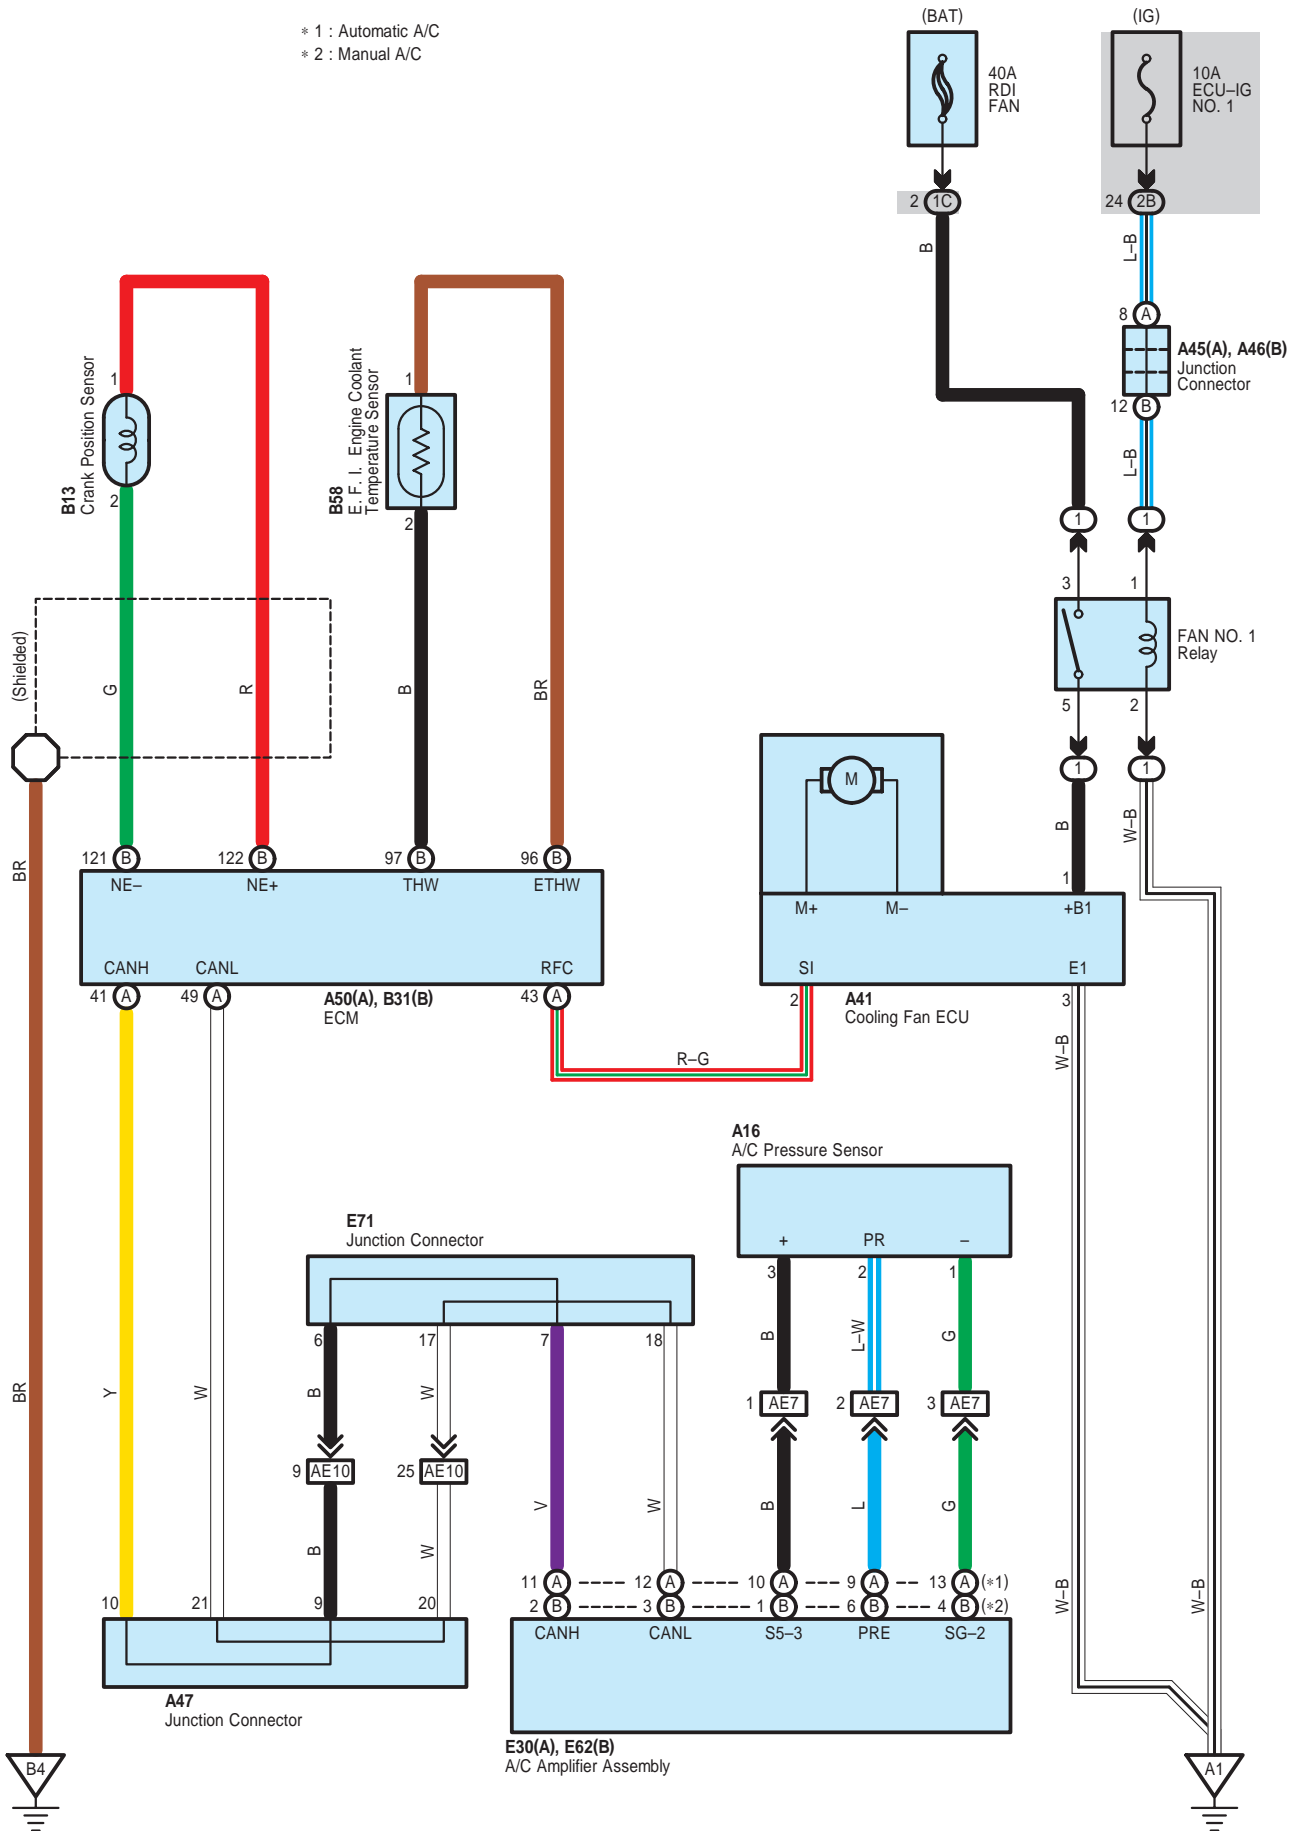 (BAT)
(IG)
* 1 : Automatic A/C
* 2 : Manual A/C
40A
RDI
FAN
10A
ECU–IG
NO. 1
2 1C
24 2B
B
L–B
8 A
A45(A), A46(B)
Junction
Connector
12 B
L–B
1
1
B13
Crank Position Sensor
1
2
B58
E. F. I. Engine Coolant
Temperature Sensor
1
2
3
1
FAN NO. 1
Relay
5
2
1
1
(Shielded)
G
R
B
BR
M
B
W–B
BR
121 B
122 B
97 B
96 B
NE–
NE+
THW
ETHW
1
M+
M–
+B1
CANH
CANL
RFC
SI
E1
41 A
49 A
A50(A), B31(B)
ECM
43 A
2
A41
Cooling Fan ECU
3
R–G
W–B
A16
A/C Pressure Sensor
E71
Junction Connector
+
PR
–
3
2
1
6
17
7
18
B
L–W
G
BR
Y
W
B
W
1 AE7
2 AE7
3 AE7
9 AE10
25 AE10
V
W
B
L
G
B
W
11 A
12 A
10 A
9 A
13 A (*1)
2 B
3 B
1 B
6 B
4 B (*2)
W–B
W–B
10
21
9
20
CANH
CANL
S5–3
PRE
SG–2
A47
Junction Connector
E30(A), E62(B)
A/C Amplifier Assembly
B4
A1